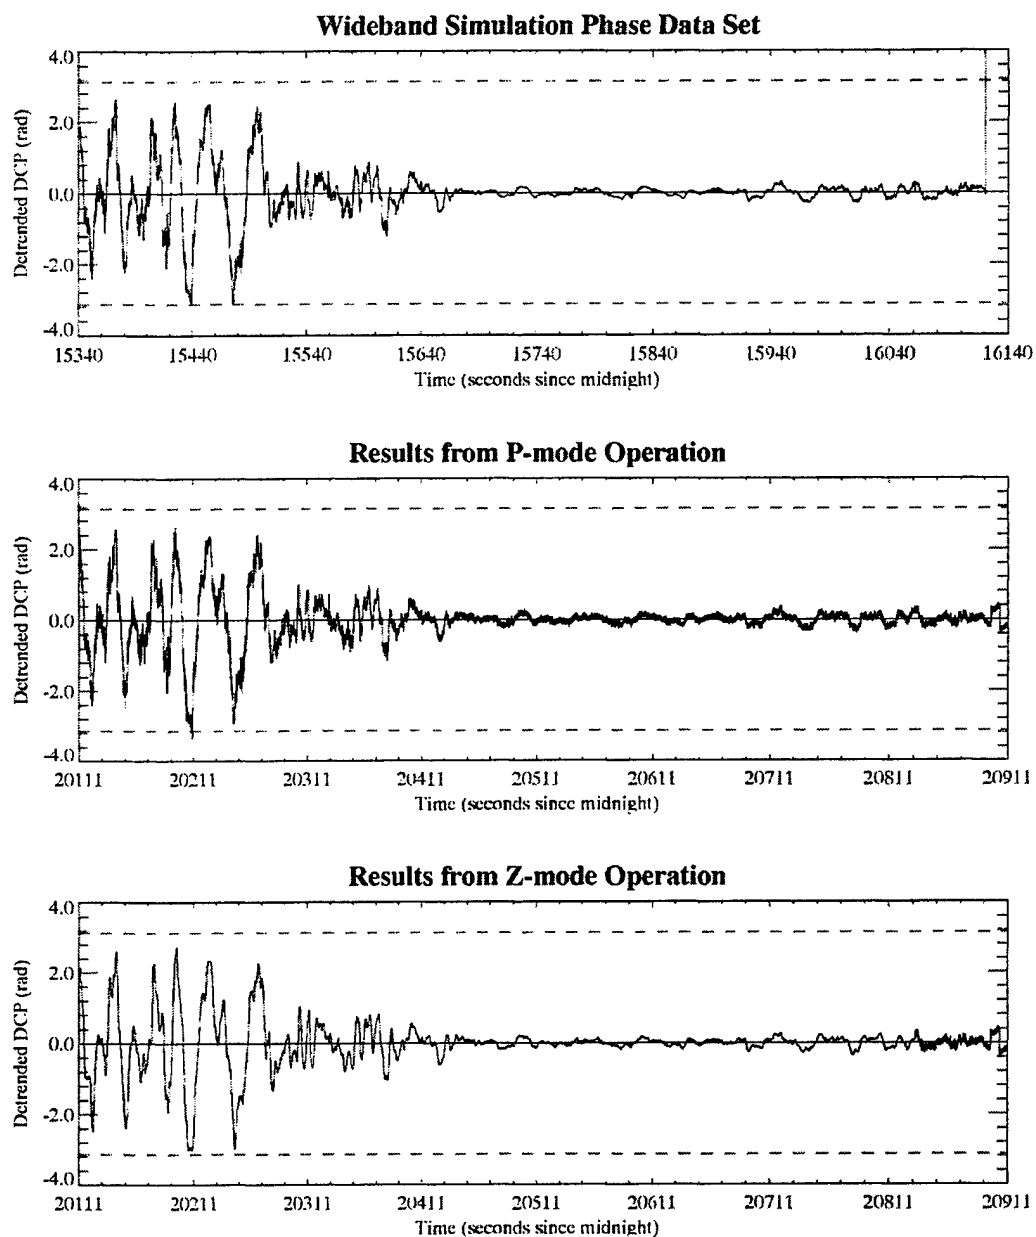 Wideband Simulation Phase Data Set
4.0
2.0
0.0
-2.0
-4.0
Detrended DCP (rad)
15340 15440 15540 15640 15740 15840 15940 16040 16140
Time (seconds since midnight)
Results from P-mode Operation
4.0
2.0
0.0
-2.0
-4.0
Detrended DCP (rad)
20111 20211 20311 20411 20511 20611 20711 20811 20911
Time (seconds since midnight)
Results from Z-mode Operation
4.0
2.0
0.0
-2.0
-4.0
Detrended DCP (rad)
20111 20211 20311 20411 20511 20611 20711 20811 20911
Time (seconds since midnight)